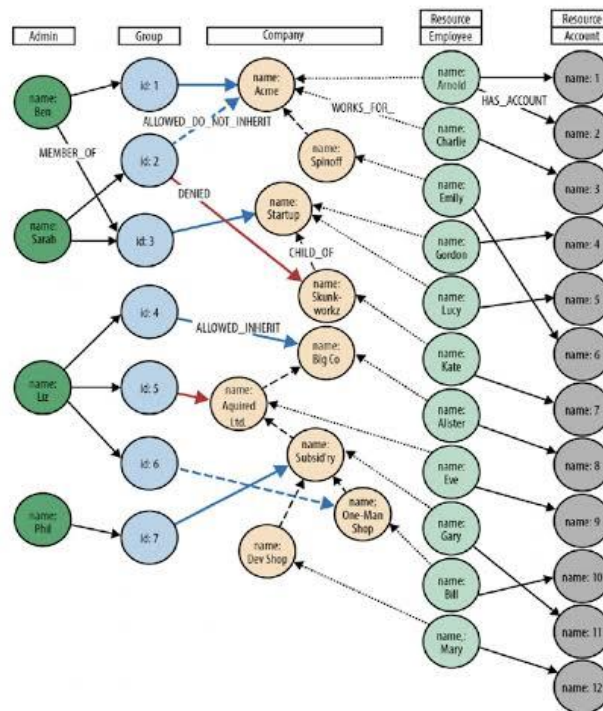 Resource
Resource
Admin
Group
Company
Employee
Account
name:
Ben
name:
Sarah
name:
Liz
name:
Phil
MEMBER_OF
id: 1
id: 2
id: 3
id: 4
id: 5
id: 6
id: 7
ALLOWED_DO_NOT_INHERIT
DENIED
ALLOWED_INHERIT
name:
Acme
name:
Spinoff
name:
Startup
CHILD_OF
name:
Skunk-
workz
name:
Big Co
name:
Aquired
Ltd.
name:
Subsid'ry
name:
One-Man
Shop
name:
Dev Shop
WORKS_FOR_
name:
Arnold
name:
Charlie
name:
Emily
name:
Gordon
name:
Lucy
name:
Kate
name:
Alister
name:
Eve
name:
Gary
name:
Bill
name,:
Mary
HAS_ACCOUNT
name: 1
name: 2
name: 3
name: 4
name: 5
name: 6
name: 7
name: 8
name: 9
name: 10
name: 11
name: 12